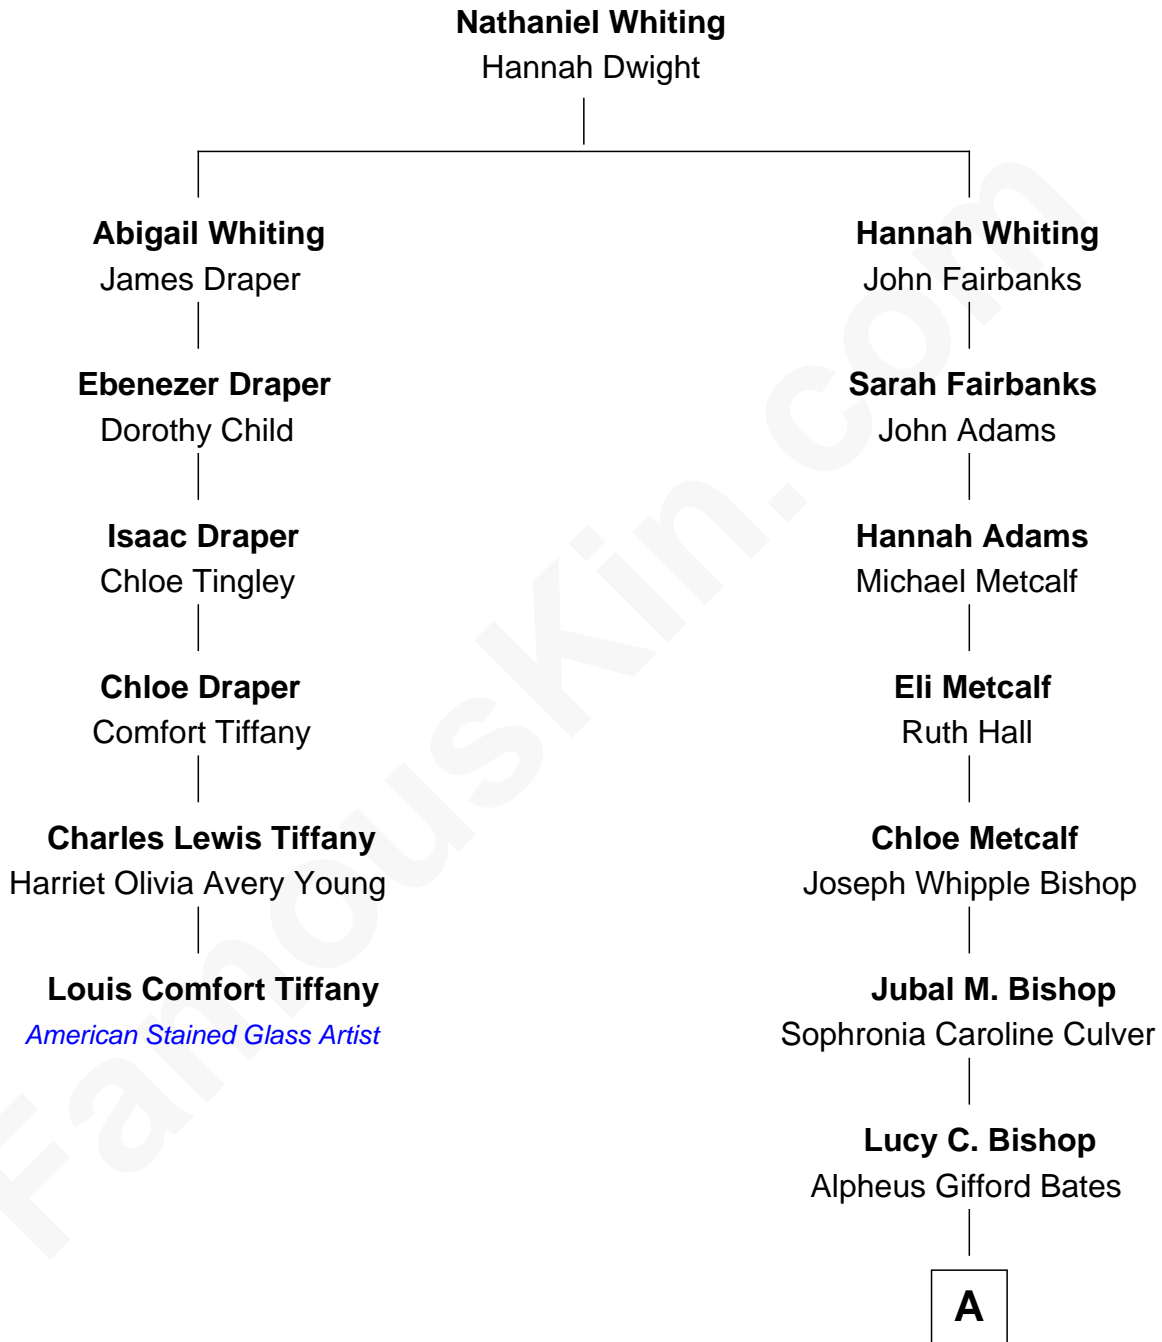 Nathaniel Whiting
Hannah Dwight
Abigail Whiting
James Draper
Hannah Whiting
John Fairbanks
Ebenezer Draper
Dorothy Child
Sarah Fairbanks
John Adams
Isaac Draper
Chloe Tingley
Hannah Adams
Michael Metcalf
Chloe Draper
Comfort Tiffany
Eli Metcalf
Ruth Hall
Charles Lewis Tiffany
Harriet Olivia Avery Young
Chloe Metcalf
Joseph Whipple Bishop
Louis Comfort Tiffany
American Stained Glass Artist
Jubal M. Bishop
Sophronia Caroline Culver
Lucy C. Bishop
Alpheus Gifford Bates
A
FamousKin.com